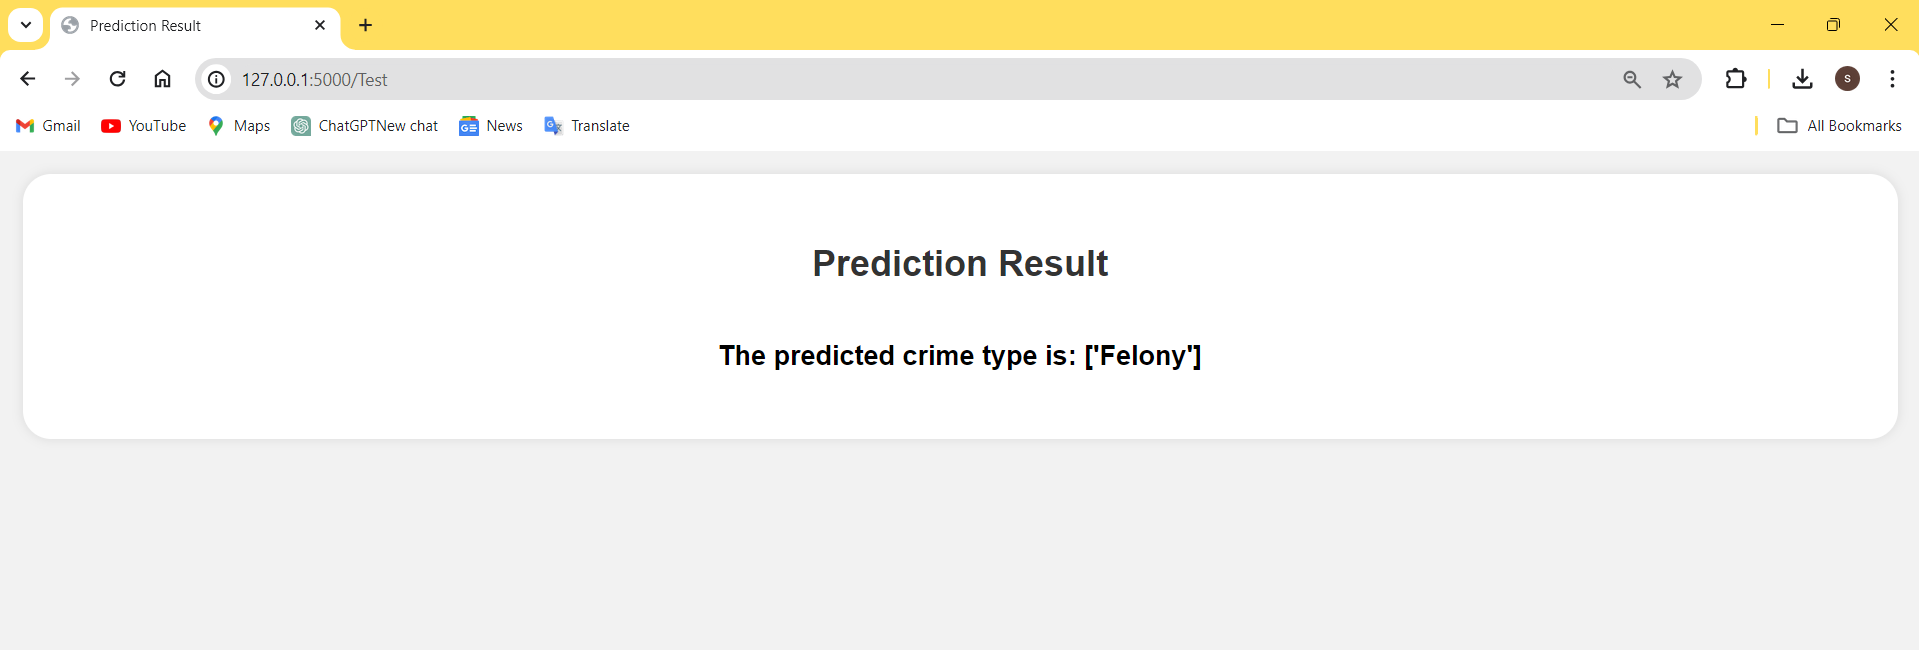 Prediction Result
127.0.0.1:5000/Test
S
Gmail YouTube Maps ChatGPTNew chat News Translate All Bookmarks
Prediction Result
The predicted crime type is: ['Felony']